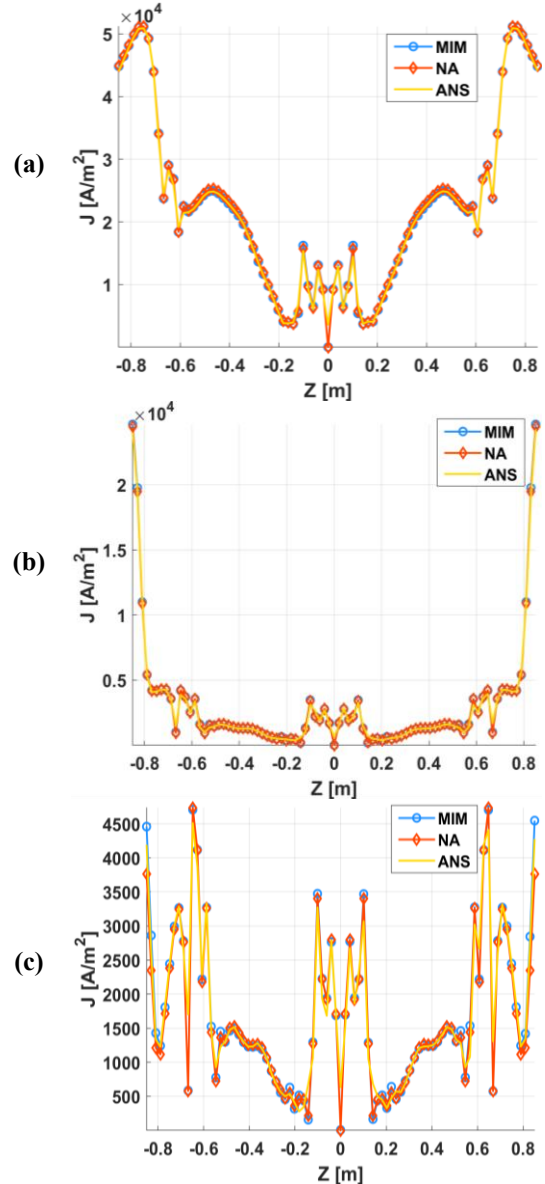 ×10⁴
5
4
3
2
1
J [A/m²]
MIM
NA
ANS
-0.8 -0.6 -0.4 -0.2 0 0.2 0.4 0.6 0.8
Z [m]
(a)
×10⁴
2
1.5
1
0.5
J [A/m²]
MIM
NA
ANS
-0.8 -0.6 -0.4 -0.2 0 0.2 0.4 0.6 0.8
Z [m]
(b)
4500
4000
3500
3000
2500
2000
1500
1000
500
J [A/m²]
MIM
NA
ANS
-0.8 -0.6 -0.4 -0.2 0 0.2 0.4 0.6 0.8
Z [m]
(c)